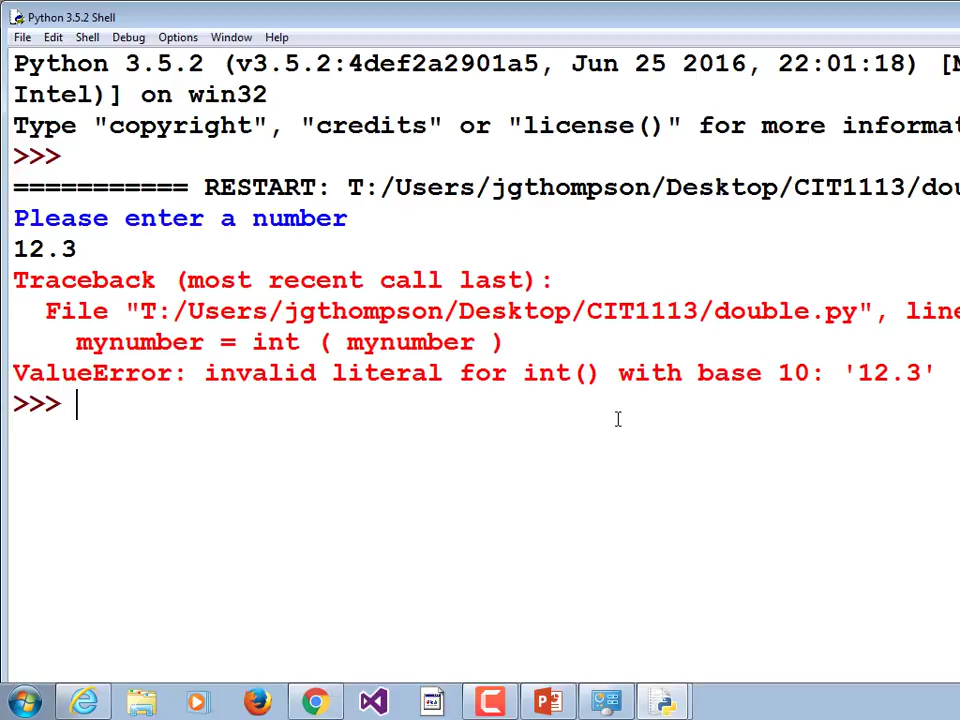 Python 3.5.2 Shell
File Edit Shell Debug Options Window Help
Python 3.5.2 (v3.5.2:4def2a2901a5, Jun 25 2016, 22:01:18) [
Intel)] on win32
Type "copyright", "credits" or "license()" for more informat
>>>
=========== RESTART: T:/Users/jgthompson/Desktop/CIT1113/dou
Please enter a number
12.3
Traceback (most recent call last):
File "T:/Users/jgthompson/Desktop/CIT1113/double.py", line
mynumber = int ( mynumber )
ValueError: invalid literal for int() with base 10: '12.3'
>>>